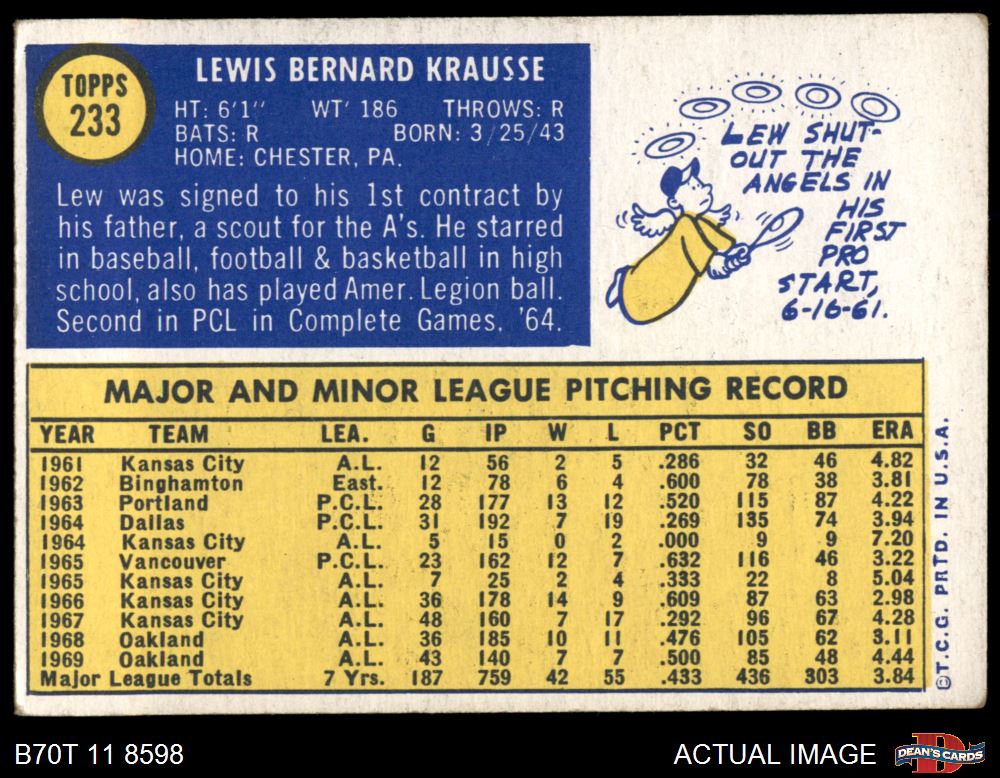 TOPPS
233
LEWIS BERNARD KRAUSSE
HT: 6'1" WT' 186 THROWS: R
BATS: R BORN: 3/25/43
HOME: CHESTER, PA.
Lew was signed to his 1st contract by
his father, a scout for the A's. He starred
in baseball, football & basketball in high
school, also has played Amer. Legion ball.
Second in PCL in Complete Games, '64.
LEW SHUT-
OUT THE
ANGELS IN
HIS
FIRST
PRO
START,
6-16-61.
MAJOR AND MINOR LEAGUE PITCHING RECORD
YEAR TEAM LEA. G IP W L PCT SO BB ERA
1961 Kansas City A.L. 12 56 2 5 .286 32 46 4.82
1962 Binghamton East. 12 78 6 4 .600 78 38 3.81
1963 Portland P.C.L. 28 177 13 12 .520 115 87 4.22
1964 Dallas P.C.L. 31 192 7 19 .269 135 74 3.94
1964 Kansas City A.L. 5 15 0 2 .000 9 9 7.20
1965 Vancouver P.C.L. 23 162 12 7 .632 116 46 3.22
1965 Kansas City A.L. 7 25 2 4 .333 22 8 5.04
1966 Kansas City A.L. 36 178 14 9 .609 87 63 2.98
1967 Kansas City A.L. 48 160 7 17 .292 96 67 4.28
1968 Oakland A.L. 36 185 10 11 .476 105 62 3.11
1969 Oakland A.L. 43 140 7 7 .500 85 48 4.44
Major League Totals 7 Yrs. 187 759 42 55 .433 436 303 3.84
©T.C.G. PRTD. IN U.S.A.
B70T 11 8598
ACTUAL IMAGE
DEAN'S CARDS